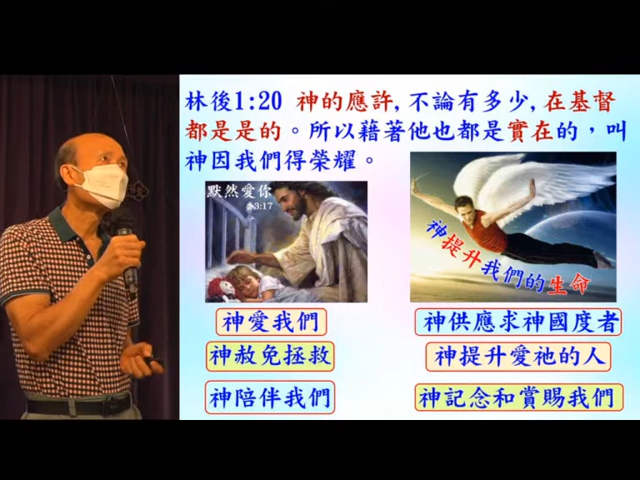 林後1:20 神的應許,不論有多少,在基督
都是是的。所以藉著他也都是實在的，叫
神因我們得榮耀。
默然愛你
3:17
神提升我們的生命
神愛我們
神供應求神國度者
神赦免拯救
神提升愛祂的人
神陪伴我們
神記念和賞賜我們